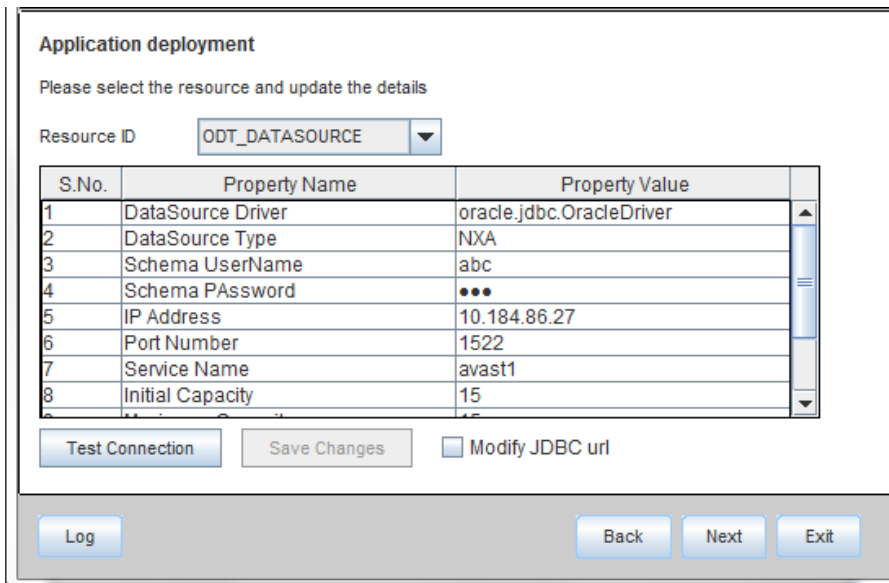 Application deployment
Please select the resource and update the details
Resource ID ODT_DATASOURCE
S.No. Property Name Property Value
1 DataSource Driver oracle.jdbc.OracleDriver
2 DataSource Type NXA
3 Schema UserName abc
4 Schema PAssword ●●●
5 IP Address 10.184.86.27
6 Port Number 1522
7 Service Name avast1
8 Initial Capacity 15
Test Connection Save Changes Modify JDBC url
Log Back Next Exit